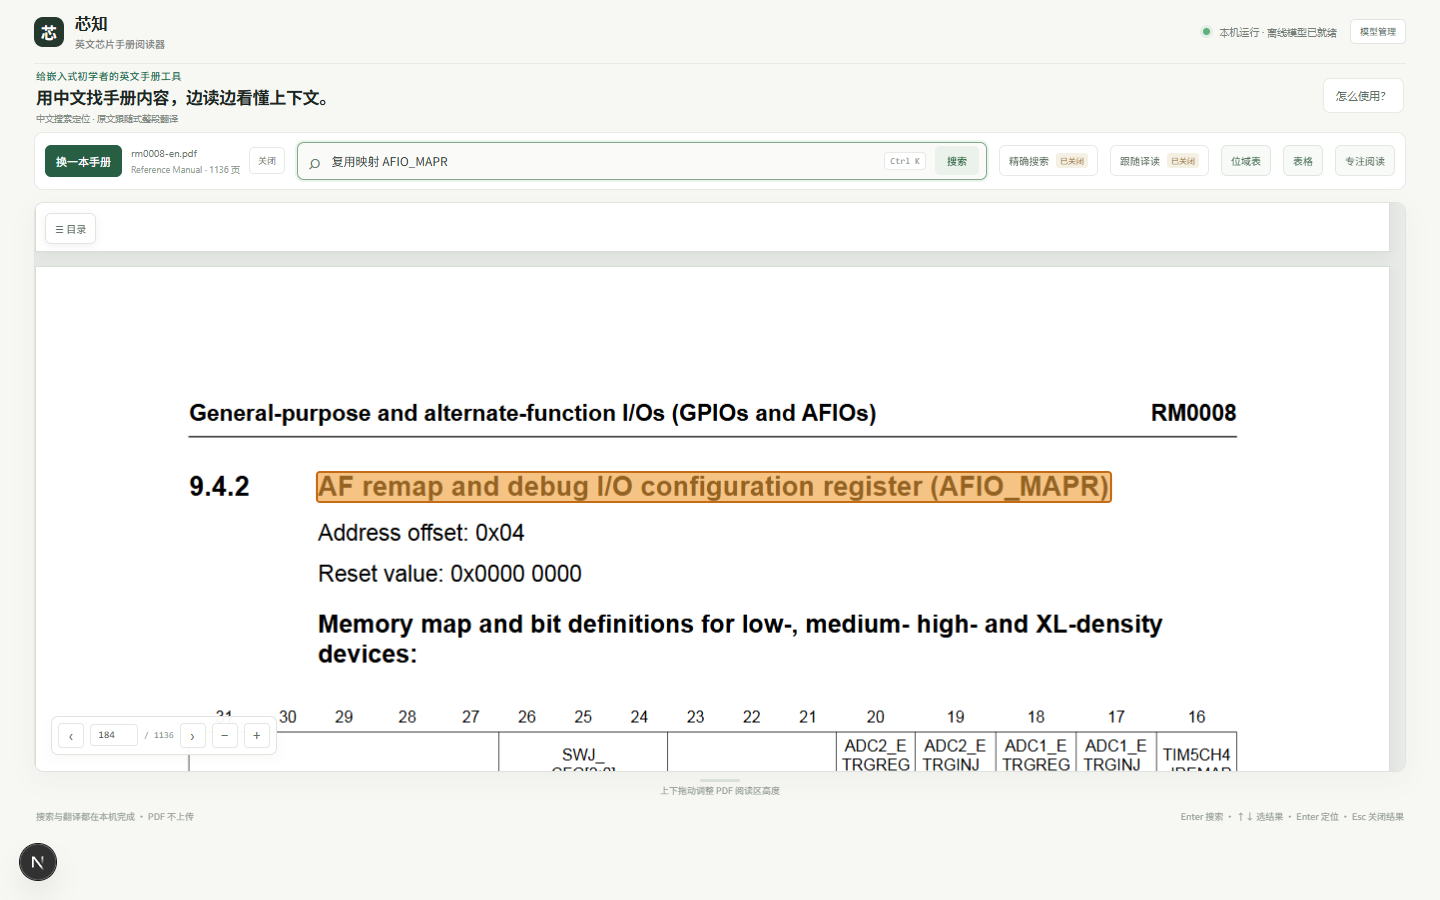 芯
芯知
英文芯片手册阅读器
本机运行 · 离线模型已就绪
模型管理
给嵌入式初学者的英文手册工具
用中文找手册内容，边读边看懂上下文。
中文搜索定位 · 原文跟随式整段翻译
怎么使用？
换一本手册
rm0008-en.pdf
Reference Manual · 1136 页
关闭
复用映射 AFIO_MAPR
Ctrl K
搜索
精确搜索 已关闭
跟随译读 已关闭
位域表
表格
专注阅读
☰ 目录
General-purpose and alternate-function I/Os (GPIOs and AFIOs)
RM0008
9.4.2 AF remap and debug I/O configuration register (AFIO_MAPR)
Address offset: 0x04
Reset value: 0x0000 0000
Memory map and bit definitions for low-, medium- high- and XL-density
devices:
31 30 29 28 27 26 25 24 23 22 21 20 19 18 17 16
SWJ_
ADC2_E
TRGREG
ADC2_E
TRGINJ
ADC1_E
TRGREG
ADC1_E
TRGINJ
TIM5CH4
‹ 184 / 1136 › − +
上下拖动调整 PDF 阅读区高度
搜索与翻译都在本机完成 · PDF 不上传
Enter 搜索 · ↑↓ 选结果 · Enter 定位 · Esc 关闭结果
N